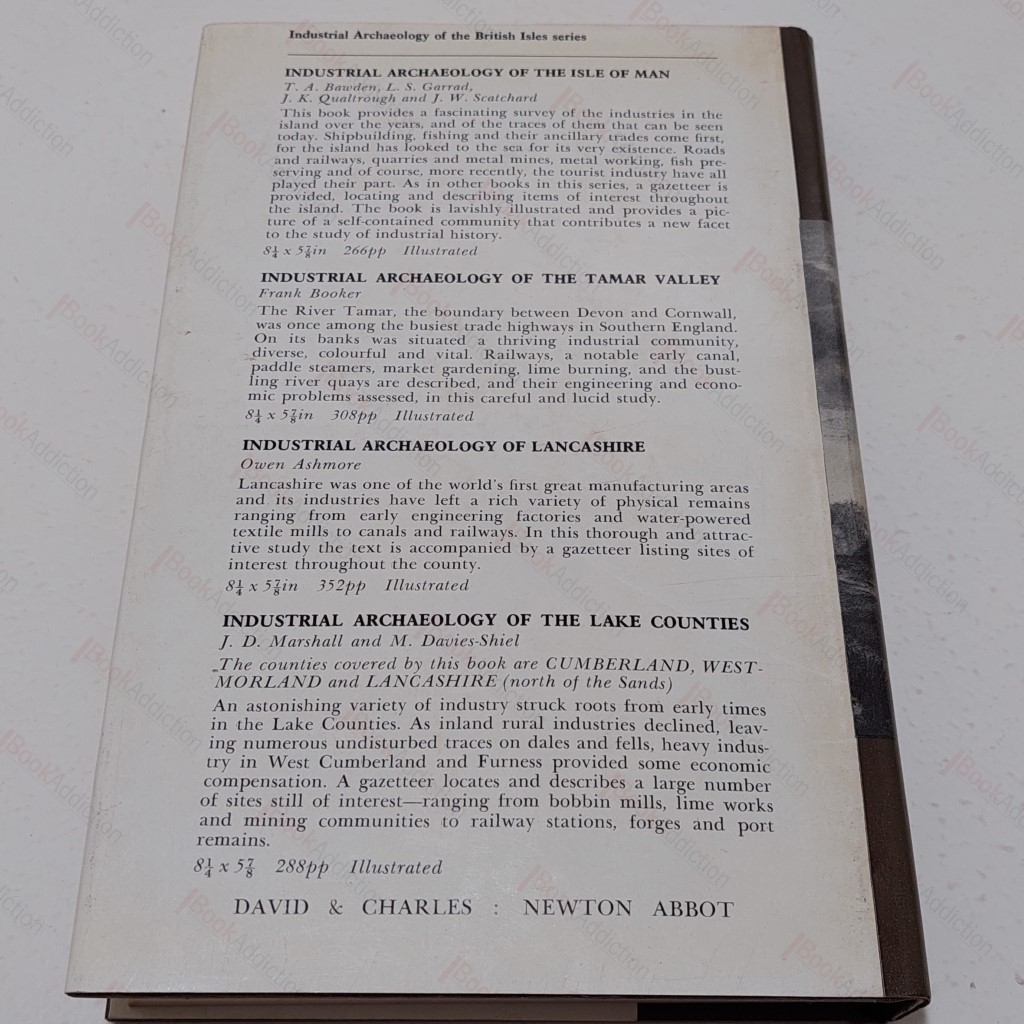 Industrial Archaeology of the British Isles series
INDUSTRIAL ARCHAEOLOGY OF THE ISLE OF MAN
T. A. Bawden, L. S. Garrad,
J. K. Qualtrough and J. W. Scatchard
This book provides a fascinating survey of the industries in the
island over the years, and of the traces of them that can be seen
today. Shipbuilding, fishing and their ancillary trades come first,
for the island has looked to the sea for its very existence. Roads
and railways, quarries and metal mines, metal working, fish pre-
serving and of course, more recently, the tourist industry have all
played their part. As in other books in this series, a gazetteer is
provided, locating and describing items of interest throughout
the island. The book is lavishly illustrated and provides a pic-
ture of a self-contained community that contributes a new facet
to the study of industrial history.
8¼ x 5⅞in 266pp Illustrated
INDUSTRIAL ARCHAEOLOGY OF THE TAMAR VALLEY
Frank Booker
The River Tamar, the boundary between Devon and Cornwall,
was once among the busiest trade highways in Southern England.
On its banks was situated a thriving industrial community,
diverse, colourful and vital. Railways, a notable early canal,
paddle steamers, market gardening, lime burning, and the bust-
ling river quays are described, and their engineering and econo-
mic problems assessed, in this careful and lucid study.
8¼ x 5⅞in 308pp Illustrated
INDUSTRIAL ARCHAEOLOGY OF LANCASHIRE
Owen Ashmore
Lancashire was one of the world's first great manufacturing areas
and its industries have left a rich variety of physical remains
ranging from early engineering factories and water-powered
textile mills to canals and railways. In this thorough and attrac-
tive study the text is accompanied by a gazetteer listing sites of
interest throughout the county.
8¼ x 5⅞in 352pp Illustrated
INDUSTRIAL ARCHAEOLOGY OF THE LAKE COUNTIES
J. D. Marshall and M. Davies-Shiel
The counties covered by this book are CUMBERLAND, WEST-
MORLAND and LANCASHIRE (north of the Sands)
An astonishing variety of industry struck roots from early times
in the Lake Counties. As inland rural industries declined, leav-
ing numerous undisturbed traces on dales and fells, heavy indus-
try in West Cumberland and Furness provided some economic
compensation. A gazetteer locates and describes a large number
of sites still of interest—ranging from bobbin mills, lime works
and mining communities to railway stations, forges and port
remains.
8¼ x 5⅞ 288pp Illustrated
DAVID & CHARLES : NEWTON ABBOT
BookAddiction